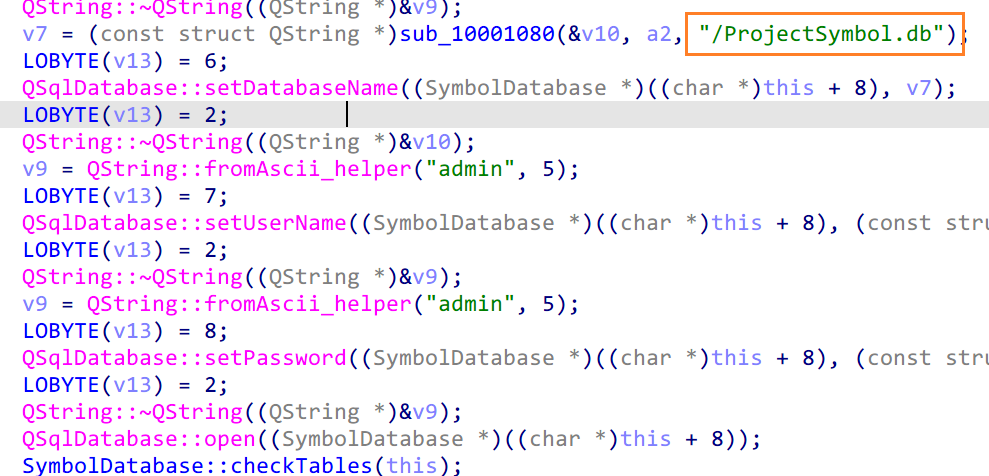 QString::~QString((QString *)&v9);
v7 = (const struct QString *)sub_10001080(&v10, a2, "/ProjectSymbol.db");
LOBYTE(v13) = 6;
QSqlDatabase::setDatabaseName((SymbolDatabase *)((char *)this + 8), v7);
LOBYTE(v13) = 2;
QString::~QString((QString *)&v10);
v9 = QString::fromAscii_helper("admin", 5);
LOBYTE(v13) = 7;
QSqlDatabase::setUserName((SymbolDatabase *)((char *)this + 8), (const stru
LOBYTE(v13) = 2;
QString::~QString((QString *)&v9);
v9 = QString::fromAscii_helper("admin", 5);
LOBYTE(v13) = 8;
QSqlDatabase::setPassword((SymbolDatabase *)((char *)this + 8), (const stru
LOBYTE(v13) = 2;
QString::~QString((QString *)&v9);
QSqlDatabase::open((SymbolDatabase *)((char *)this + 8));
SymbolDatabase::checkTables(this);